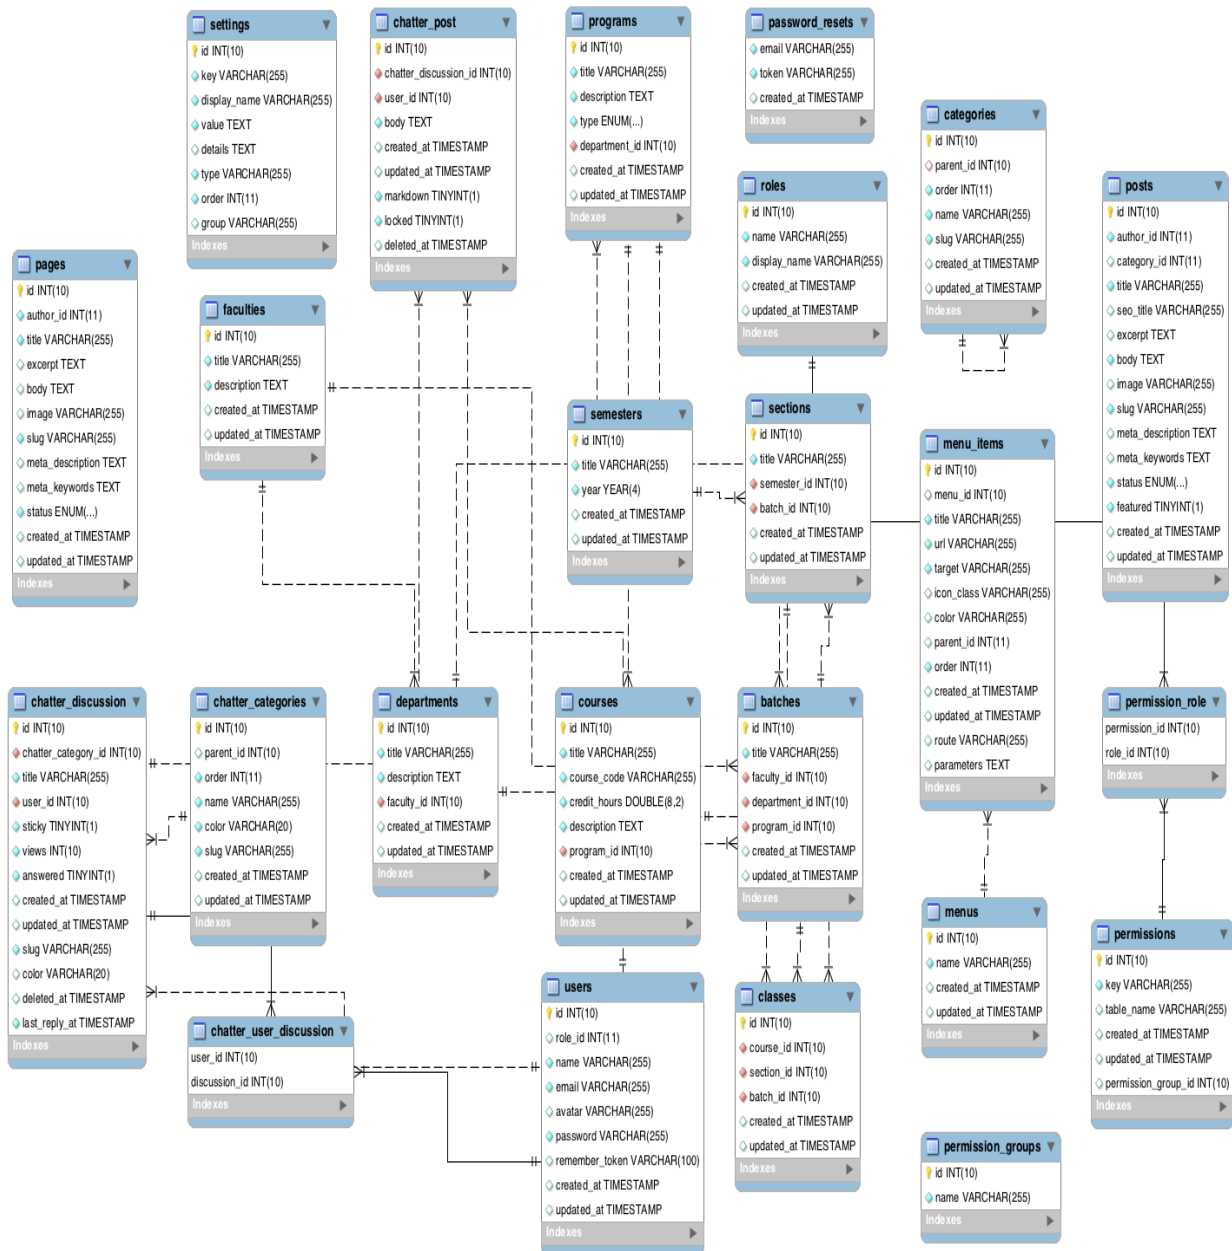 settings
id INT(10)
key VARCHAR(255)
display_name VARCHAR(255)
value TEXT
details TEXT
type VARCHAR(255)
order INT(11)
group VARCHAR(255)
Indexes
chatter_post
id INT(10)
chatter_discussion_id INT(10)
user_id INT(10)
body TEXT
created_at TIMESTAMP
updated_at TIMESTAMP
markdown TINYINT(1)
locked TINYINT(1)
deleted_at TIMESTAMP
Indexes
programs
id INT(10)
title VARCHAR(255)
description TEXT
type ENUM(...)
department_id INT(10)
created_at TIMESTAMP
updated_at TIMESTAMP
Indexes
password_resets
email VARCHAR(255)
token VARCHAR(255)
created_at TIMESTAMP
Indexes
categories
id INT(10)
parent_id INT(10)
order INT(11)
name VARCHAR(255)
slug VARCHAR(255)
created_at TIMESTAMP
updated_at TIMESTAMP
Indexes
roles
id INT(10)
name VARCHAR(255)
display_name VARCHAR(255)
created_at TIMESTAMP
updated_at TIMESTAMP
Indexes
posts
id INT(10)
author_id INT(11)
category_id INT(11)
title VARCHAR(255)
seo_title VARCHAR(255)
excerpt TEXT
body TEXT
image VARCHAR(255)
slug VARCHAR(255)
meta_description TEXT
meta_keywords TEXT
status ENUM(...)
featured TINYINT(1)
created_at TIMESTAMP
updated_at TIMESTAMP
Indexes
pages
id INT(10)
author_id INT(11)
title VARCHAR(255)
excerpt TEXT
body TEXT
image VARCHAR(255)
slug VARCHAR(255)
meta_description TEXT
meta_keywords TEXT
status ENUM(...)
created_at TIMESTAMP
updated_at TIMESTAMP
Indexes
faculties
id INT(10)
title VARCHAR(255)
description TEXT
created_at TIMESTAMP
updated_at TIMESTAMP
Indexes
semesters
id INT(10)
title VARCHAR(255)
year YEAR(4)
created_at TIMESTAMP
updated_at TIMESTAMP
Indexes
sections
id INT(10)
title VARCHAR(255)
semester_id INT(10)
batch_id INT(10)
created_at TIMESTAMP
updated_at TIMESTAMP
Indexes
menu_items
id INT(10)
menu_id INT(10)
title VARCHAR(255)
url VARCHAR(255)
target VARCHAR(255)
icon_class VARCHAR(255)
color VARCHAR(255)
parent_id INT(11)
order INT(11)
created_at TIMESTAMP
updated_at TIMESTAMP
route VARCHAR(255)
parameters TEXT
Indexes
chatter_discussion
id INT(10)
chatter_category_id INT(10)
title VARCHAR(255)
user_id INT(10)
sticky TINYINT(1)
views INT(10)
answered TINYINT(1)
created_at TIMESTAMP
updated_at TIMESTAMP
slug VARCHAR(255)
color VARCHAR(20)
deleted_at TIMESTAMP
last_reply_at TIMESTAMP
Indexes
chatter_categories
id INT(10)
parent_id INT(10)
order INT(11)
name VARCHAR(255)
color VARCHAR(20)
slug VARCHAR(255)
created_at TIMESTAMP
updated_at TIMESTAMP
Indexes
departments
id INT(10)
title VARCHAR(255)
description TEXT
faculty_id INT(10)
created_at TIMESTAMP
updated_at TIMESTAMP
Indexes
courses
id INT(10)
title VARCHAR(255)
course_code VARCHAR(255)
credit_hours DOUBLE(8,2)
description TEXT
program_id INT(10)
created_at TIMESTAMP
updated_at TIMESTAMP
Indexes
batches
id INT(10)
title VARCHAR(255)
faculty_id INT(10)
department_id INT(10)
program_id INT(10)
created_at TIMESTAMP
updated_at TIMESTAMP
Indexes
permission_role
permission_id INT(10)
role_id INT(10)
Indexes
menus
id INT(10)
name VARCHAR(255)
created_at TIMESTAMP
updated_at TIMESTAMP
Indexes
permissions
id INT(10)
key VARCHAR(255)
table_name VARCHAR(255)
created_at TIMESTAMP
updated_at TIMESTAMP
permission_group_id INT(10)
Indexes
chatter_user_discussion
user_id INT(10)
discussion_id INT(10)
Indexes
users
id INT(10)
role_id INT(11)
name VARCHAR(255)
email VARCHAR(255)
avatar VARCHAR(255)
password VARCHAR(255)
remember_token VARCHAR(100)
created_at TIMESTAMP
updated_at TIMESTAMP
Indexes
classes
id INT(10)
course_id INT(10)
section_id INT(10)
batch_id INT(10)
created_at TIMESTAMP
updated_at TIMESTAMP
Indexes
permission_groups
id INT(10)
name VARCHAR(255)
Indexes